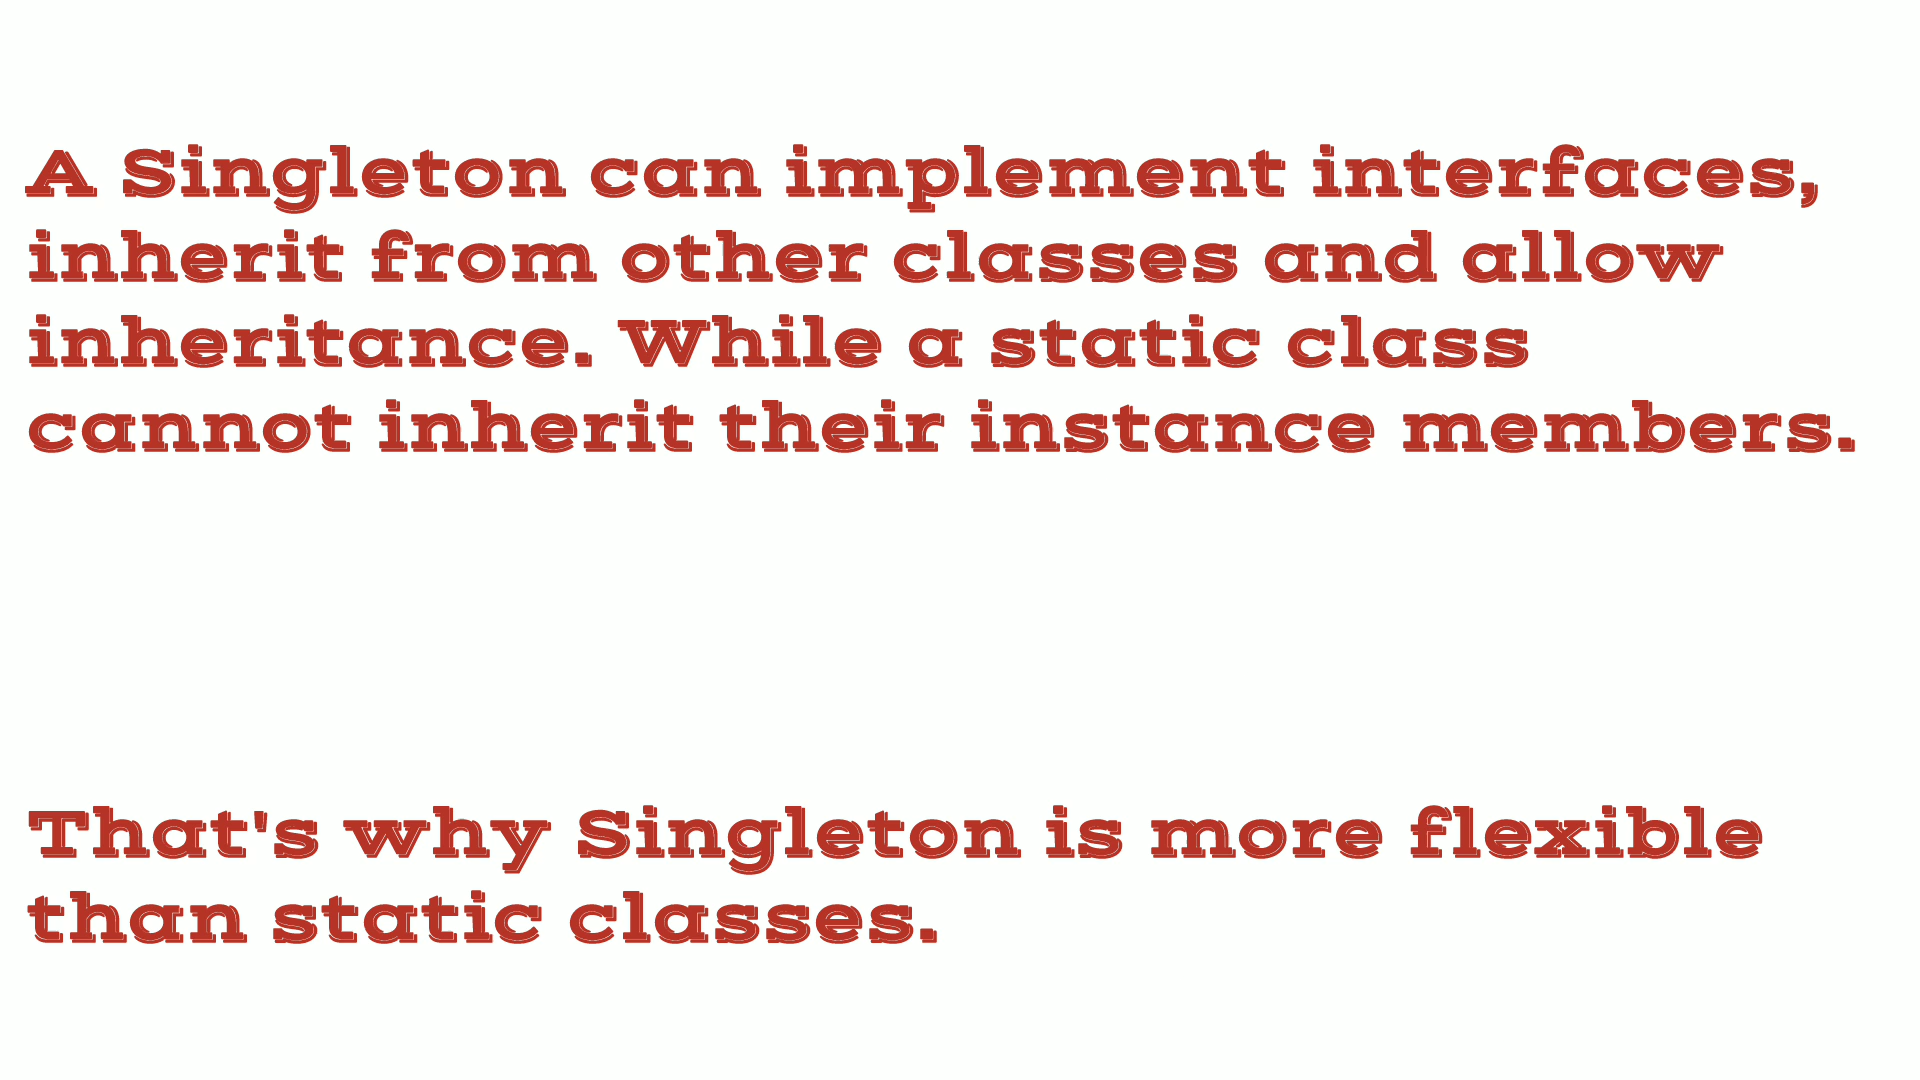 A Singleton can implement interfaces,
inherit from other classes and allow
inheritance. While a static class
cannot inherit their instance members.
That's why Singleton is more flexible
than static classes.